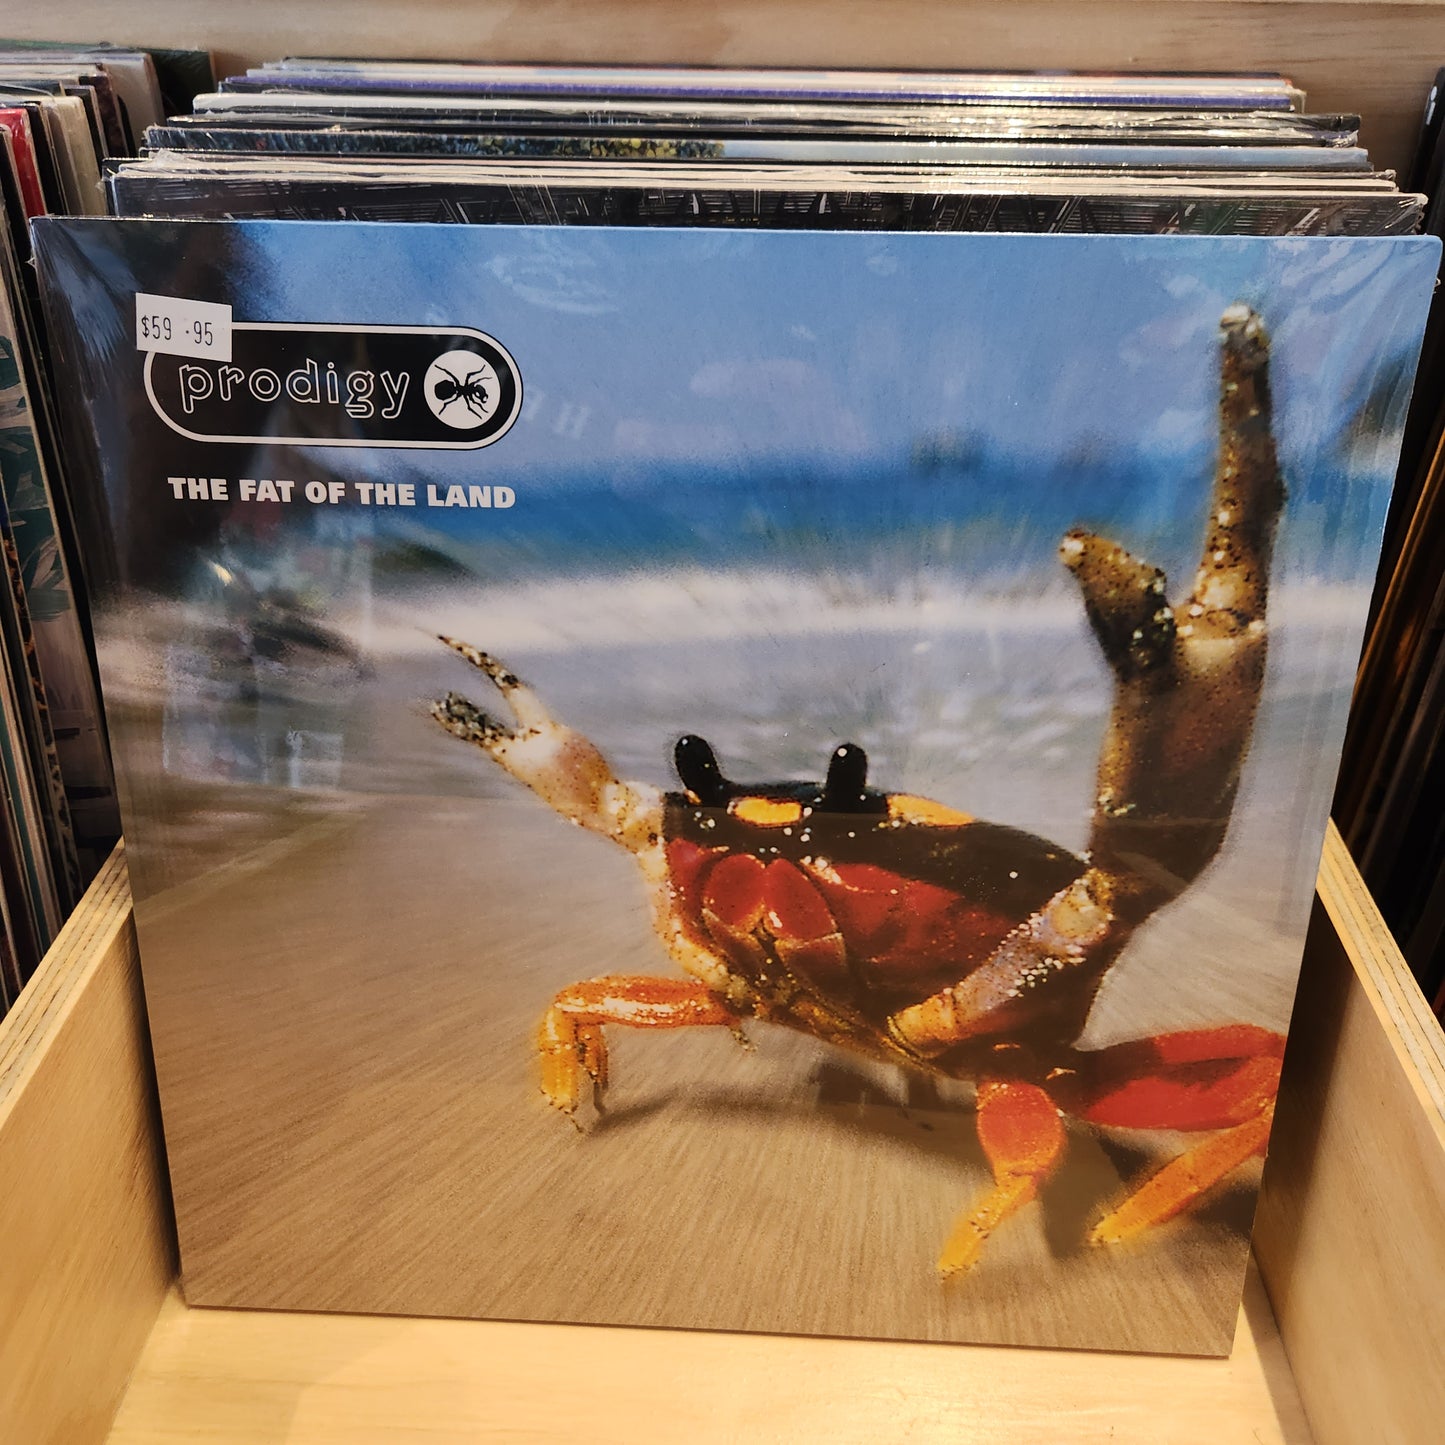 $59.95
prodigy
THE FAT OF THE LAND